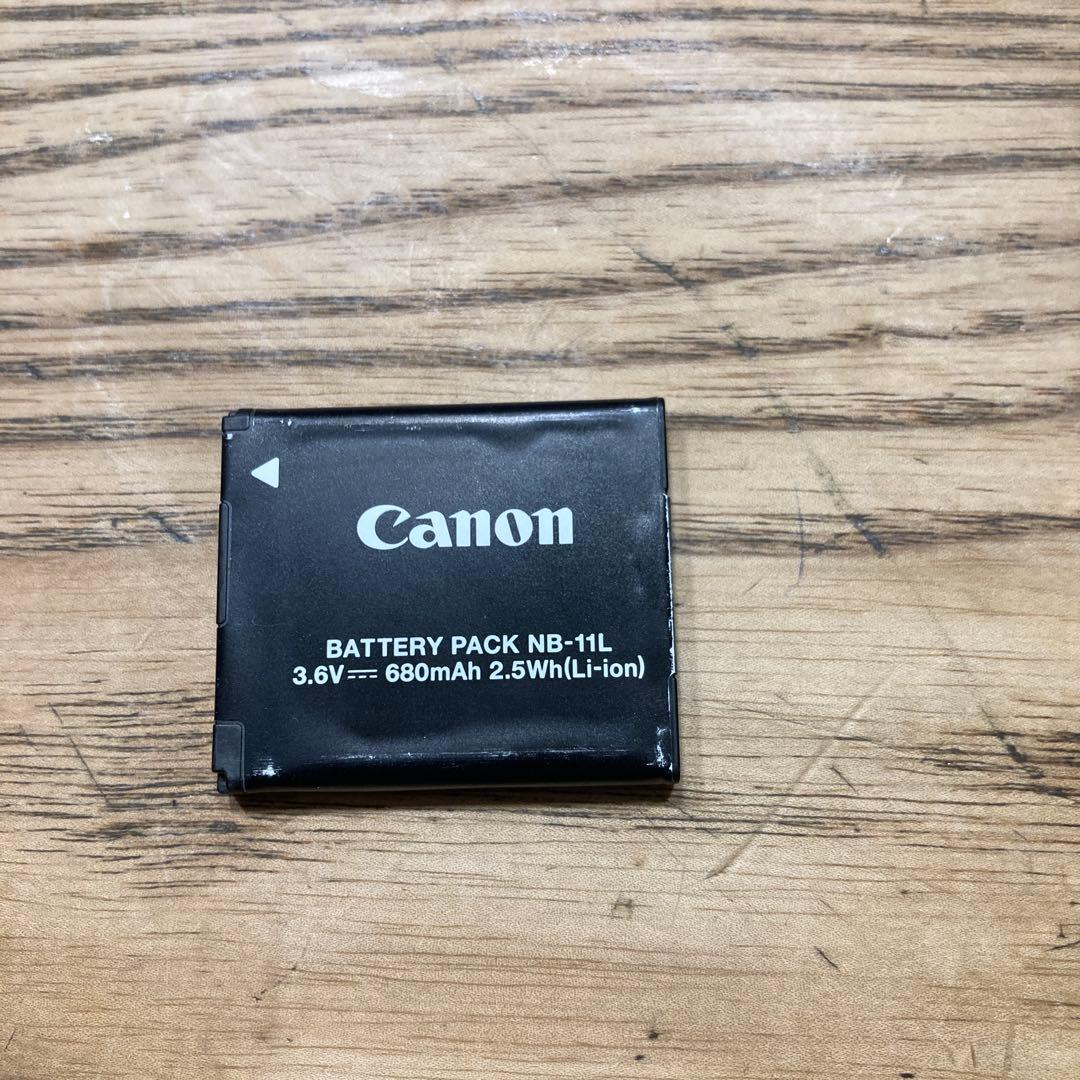 Canon
BATTERY PACK NB-11L
3.6V⎓ 680mAh 2.5Wh(Li-ion)